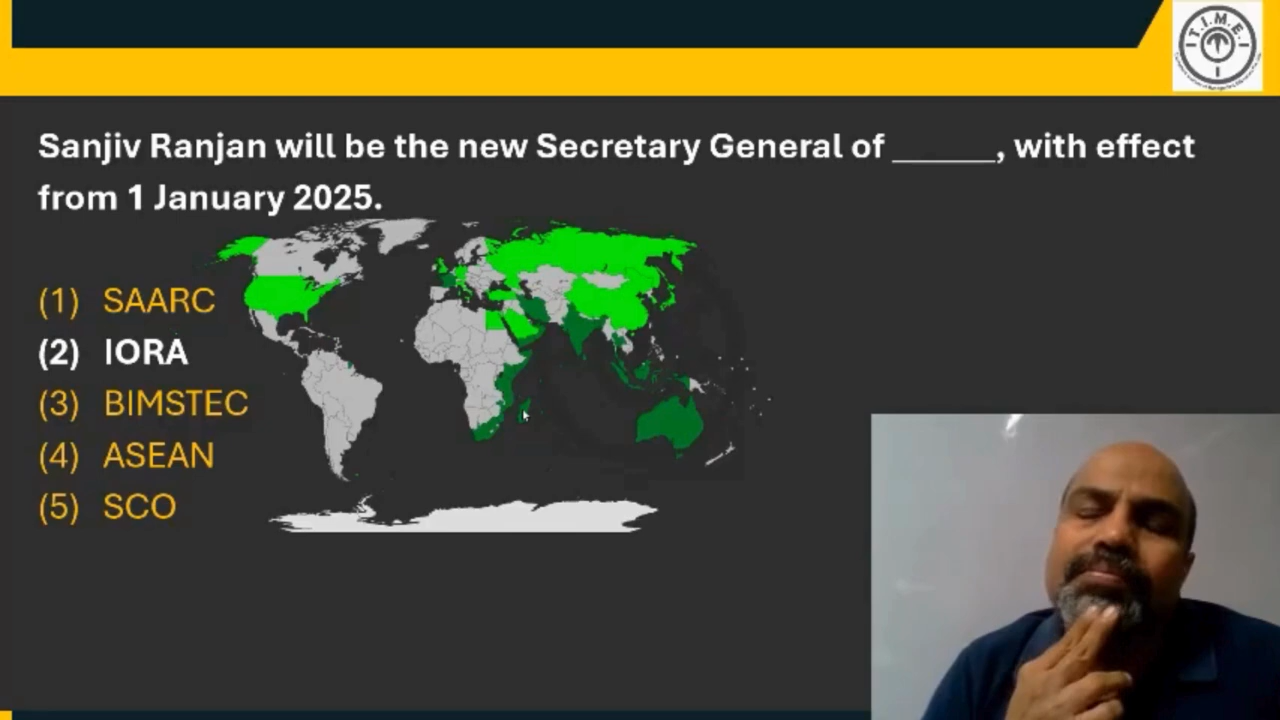 T.I.M.E.
Sanjiv Ranjan will be the new Secretary General of ______, with effect
from 1 January 2025.
(1) SAARC
(2) IORA
(3) BIMSTEC
(4) ASEAN
(5) SCO